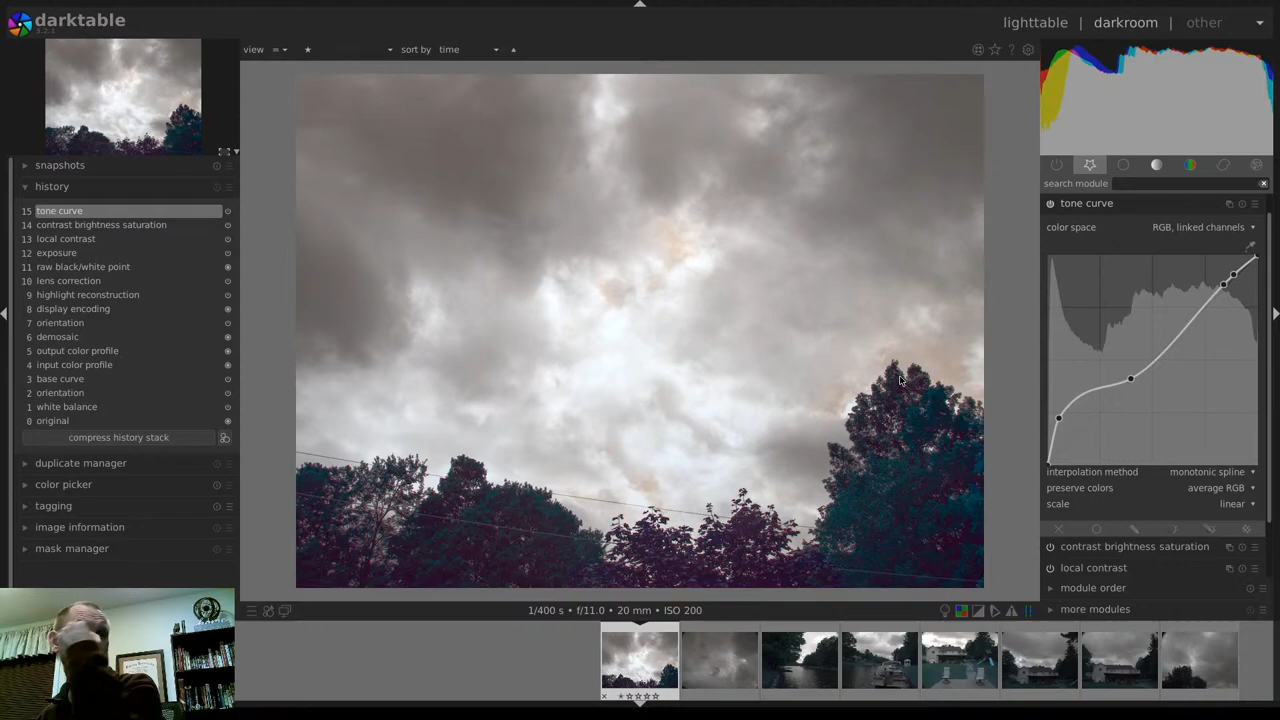 darktable
3.2.1
lighttable | darkroom | other
view
sort by time
snapshots
history
15 tone curve
14 contrast brightness saturation
13 local contrast
12 exposure
11 raw black/white point
10 lens correction
9 highlight reconstruction
8 display encoding
7 orientation
6 demosaic
5 output color profile
4 input color profile
3 base curve
2 orientation
1 white balance
0 original
compress history stack
duplicate manager
color picker
tagging
image information
mask manager
1/400 s • f/11.0 • 20 mm • ISO 200
search module
tone curve
color space RGB, linked channels
interpolation method monotonic spline
preserve colors average RGB
scale linear
contrast brightness saturation
local contrast
module order
more modules